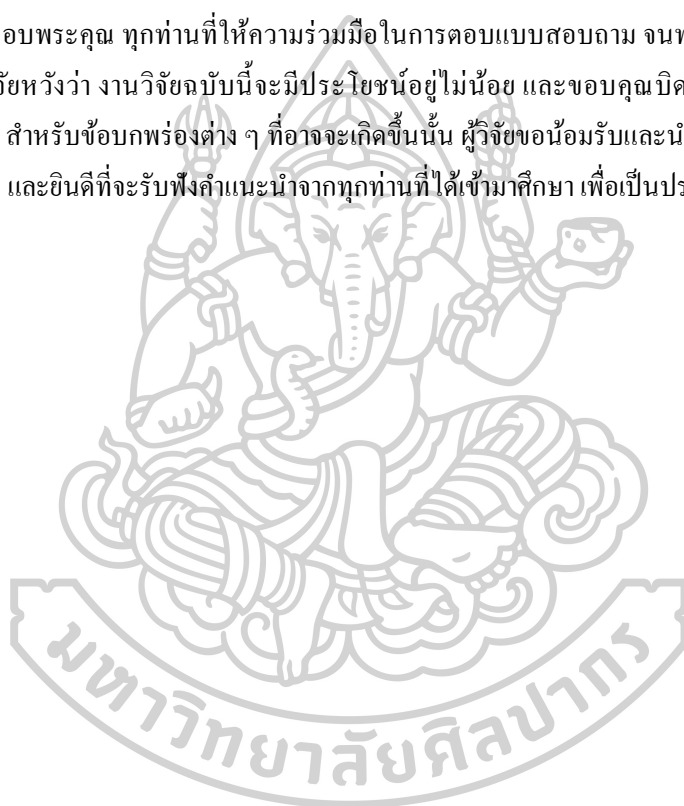 อบพระคุณ ทุกท่านที่ให้ความร่วมมือในการตอบแบบสอบถาม จน
ัยหวังว่า งานวิจัยฉบับนี้จะมีประโยชน์อยู่ไม่น้อย และขอบคุณบิด
สำหรับข้อบกพร่องต่าง ๆ ที่อาจจะเกิดขึ้นนั้น ผู้วิจัยขอน้อมรับและนำ
และยินดีที่จะรับฟังคำแนะนำจากทุกท่านที่ได้เข้ามาศึกษา เพื่อเป็นปร
มหาวิทยาลัยศิลปากร